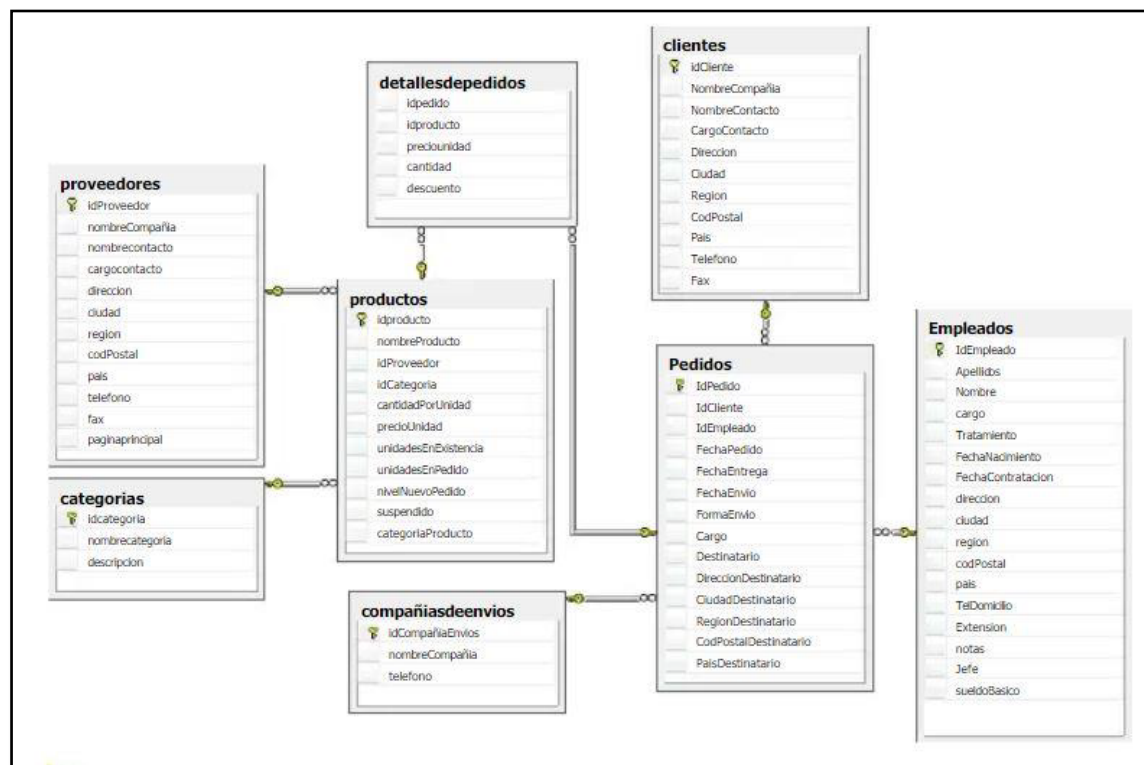 proveedores
idProveedor
nombreCompañia
nombrecontacto
cargocontacto
direccion
ciudad
region
codPostal
pais
telefono
fax
paginaprincipal
categorias
idcategoria
nombrecategoria
descripcion
detallesdepedidos
idpedido
idproducto
preciounidad
cantidad
descuento
productos
idproducto
nombreProducto
idProveedor
idCategoria
cantidadPorUnidad
precioUnidad
unidadesEnExistencia
unidadesEnPedido
nivelNuevoPedido
suspendido
categoriaProducto
compañiasdeenvios
idCompañiaEnvios
nombreCompañia
telefono
clientes
idCliente
NombreCompañia
NombreContacto
CargoContacto
Direccion
Ciudad
Region
CodPostal
Pais
Telefono
Fax
Pedidos
IdPedido
IdCliente
IdEmpleado
FechaPedido
FechaEntrega
FechaEnvio
FormaEnvio
Cargo
Destinatario
DireccionDestinatario
CiudadDestinatario
RegionDestinatario
CodPostalDestinatario
PaisDestinatario
Empleados
IdEmpleado
Apellidos
Nombre
cargo
Tratamiento
FechaNacimiento
FechaContratacion
direccion
ciudad
region
codPostal
pais
TelDomicilio
Extension
notas
Jefe
sueldoBasico